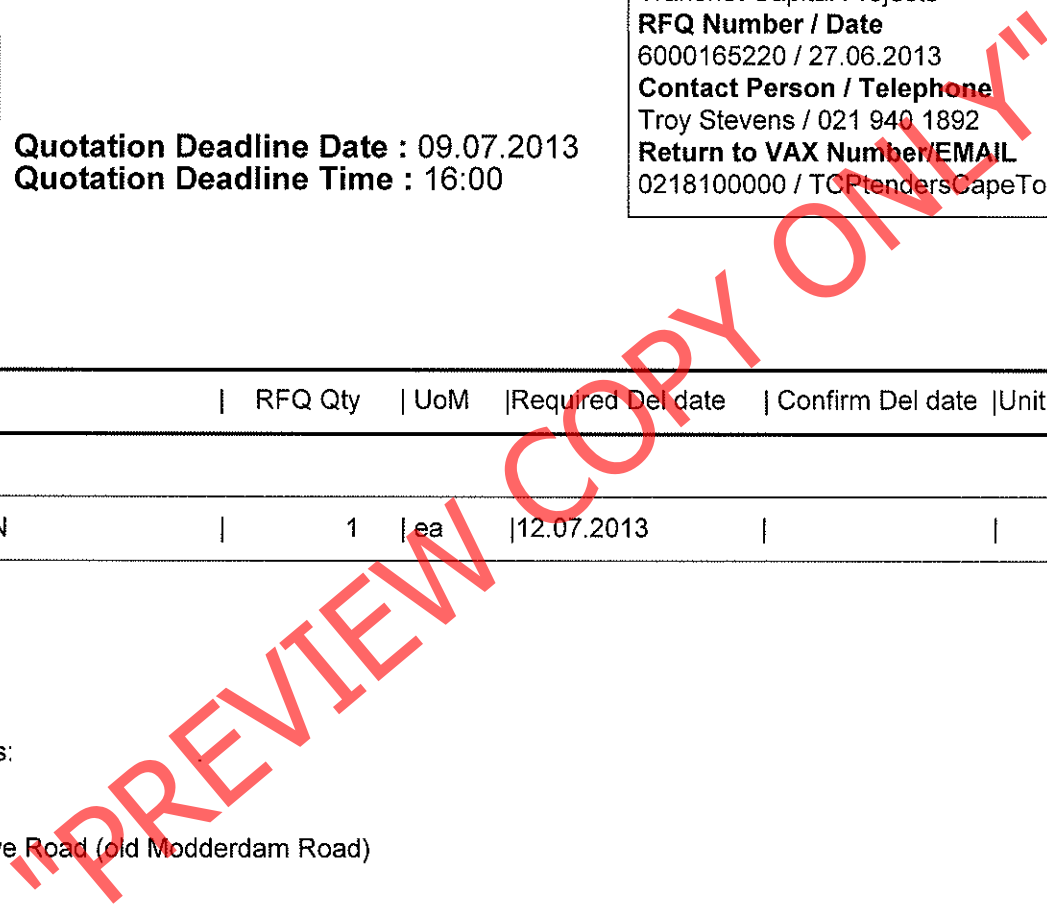 RFQ Number / Date
6000165220 / 27.06.2013
Contact Person / Telephone
Troy Stevens / 021 940 1892
Return to VAX Number/EMAIL
0218100000 / TCPtendersCapeTo
Quotation Deadline Date : 09.07.2013
Quotation Deadline Time : 16:00
| RFQ Qty | UoM |Required Del date | Confirm Del date |Unit
N | 1 | ea |12.07.2013 | |
s:
e Road (old Modderdam Road)
"PREVIEW COPY ONLY"